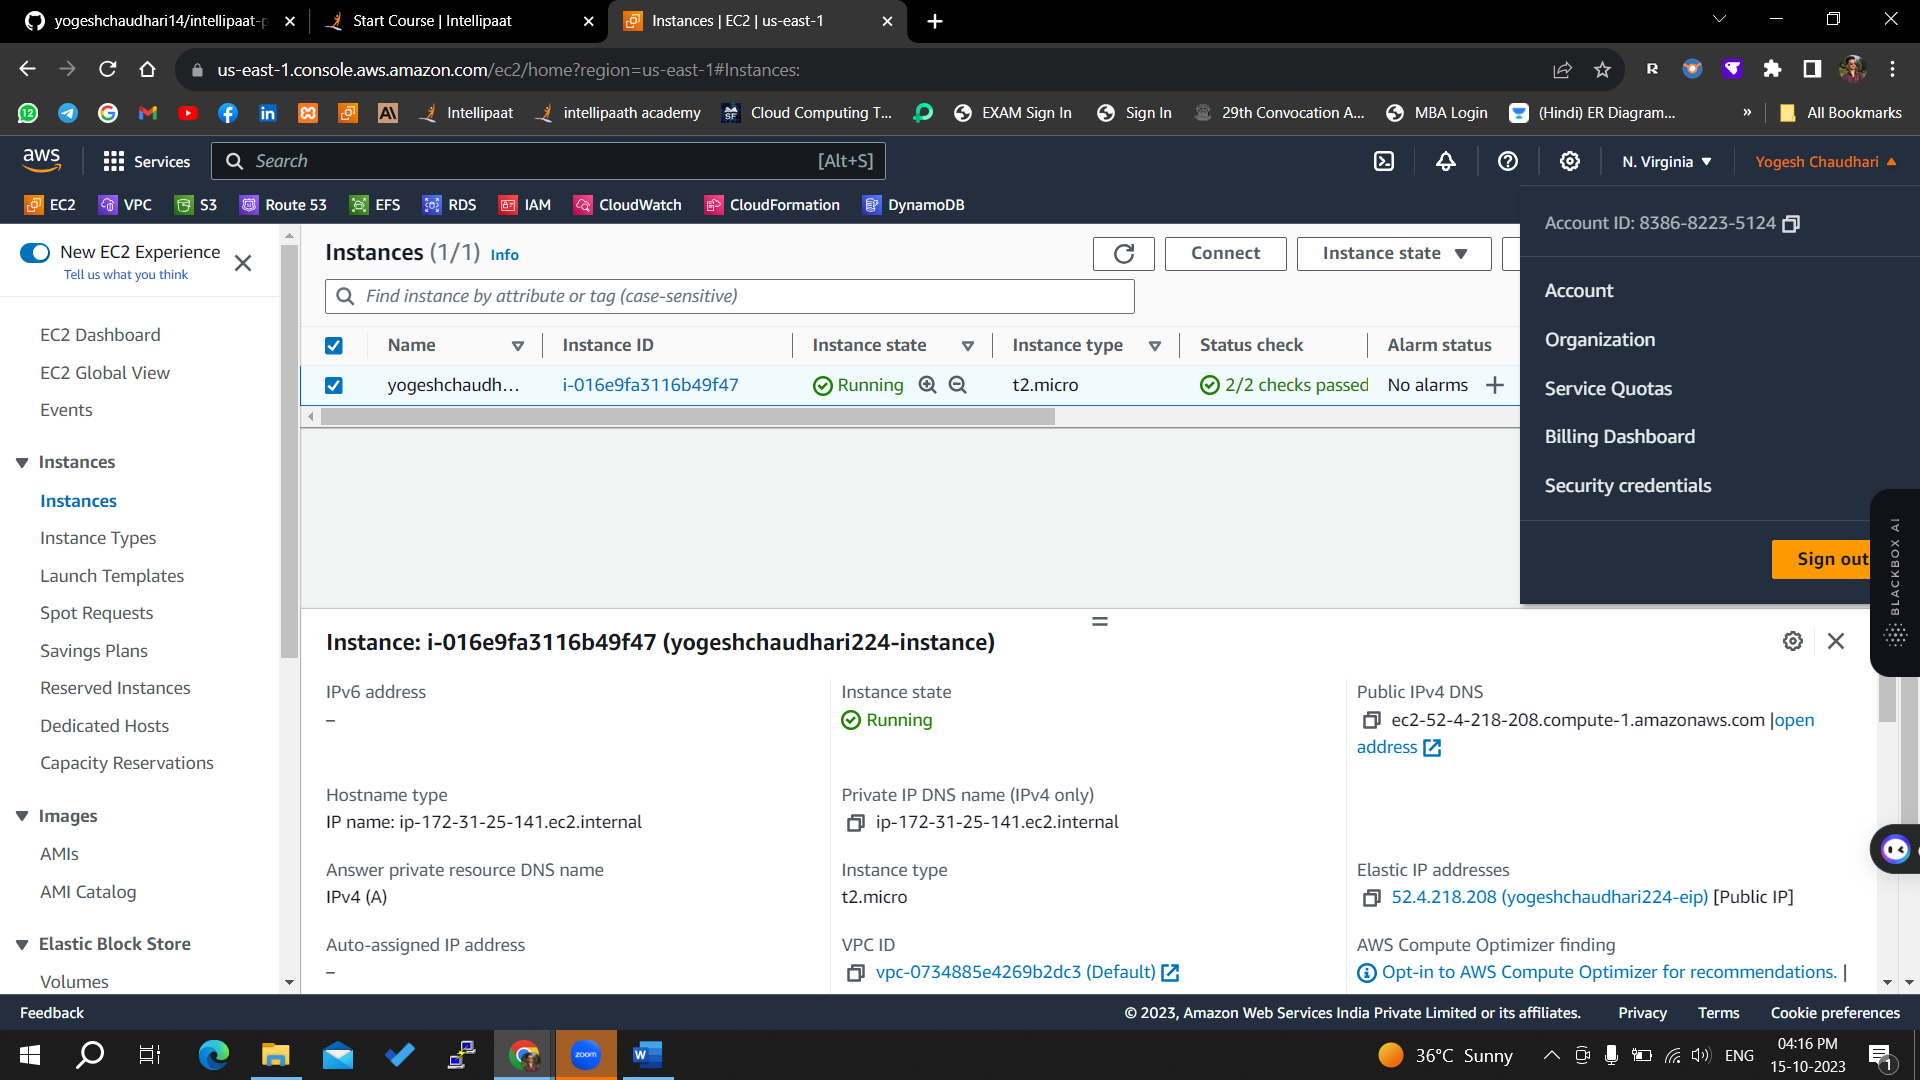 yogeshchaudhari14/intellipaat-p
Start Course | Intellipaat
Instances | EC2 | us-east-1
us-east-1.console.aws.amazon.com/ec2/home?region=us-east-1#Instances:
Intellipaat
intellipaath academy
Cloud Computing T...
EXAM Sign In
Sign In
29th Convocation A...
MBA Login
(Hindi) ER Diagram...
»
All Bookmarks
aws
Services
Search
[Alt+S]
N. Virginia
Yogesh Chaudhari
EC2
VPC
S3
Route 53
EFS
RDS
IAM
CloudWatch
CloudFormation
DynamoDB
Account ID: 8386-8223-5124
Account
Organization
Service Quotas
Billing Dashboard
Security credentials
Sign out
BLACKBOX AI
New EC2 Experience
Tell us what you think
EC2 Dashboard
EC2 Global View
Events
Instances
Instances
Instance Types
Launch Templates
Spot Requests
Savings Plans
Reserved Instances
Dedicated Hosts
Capacity Reservations
Images
AMIs
AMI Catalog
Elastic Block Store
Volumes
Instances (1/1) Info
Connect
Instance state
Find instance by attribute or tag (case-sensitive)
Name
Instance ID
Instance state
Instance type
Status check
Alarm status
yogeshchaudh...
i-016e9fa3116b49f47
Running
t2.micro
2/2 checks passed
No alarms
Instance: i-016e9fa3116b49f47 (yogeshchaudhari224-instance)
IPv6 address
–
Instance state
Running
Public IPv4 DNS
ec2-52-4-218-208.compute-1.amazonaws.com |open
address
Hostname type
IP name: ip-172-31-25-141.ec2.internal
Private IP DNS name (IPv4 only)
ip-172-31-25-141.ec2.internal
Answer private resource DNS name
IPv4 (A)
Instance type
t2.micro
Elastic IP addresses
52.4.218.208 (yogeshchaudhari224-eip) [Public IP]
Auto-assigned IP address
–
VPC ID
vpc-0734885e4269b2dc3 (Default)
AWS Compute Optimizer finding
Opt-in to AWS Compute Optimizer for recommendations. |
Feedback
© 2023, Amazon Web Services India Private Limited or its affiliates.
Privacy
Terms
Cookie preferences
zoom
36°C Sunny
ENG
04:16 PM
15-10-2023
1